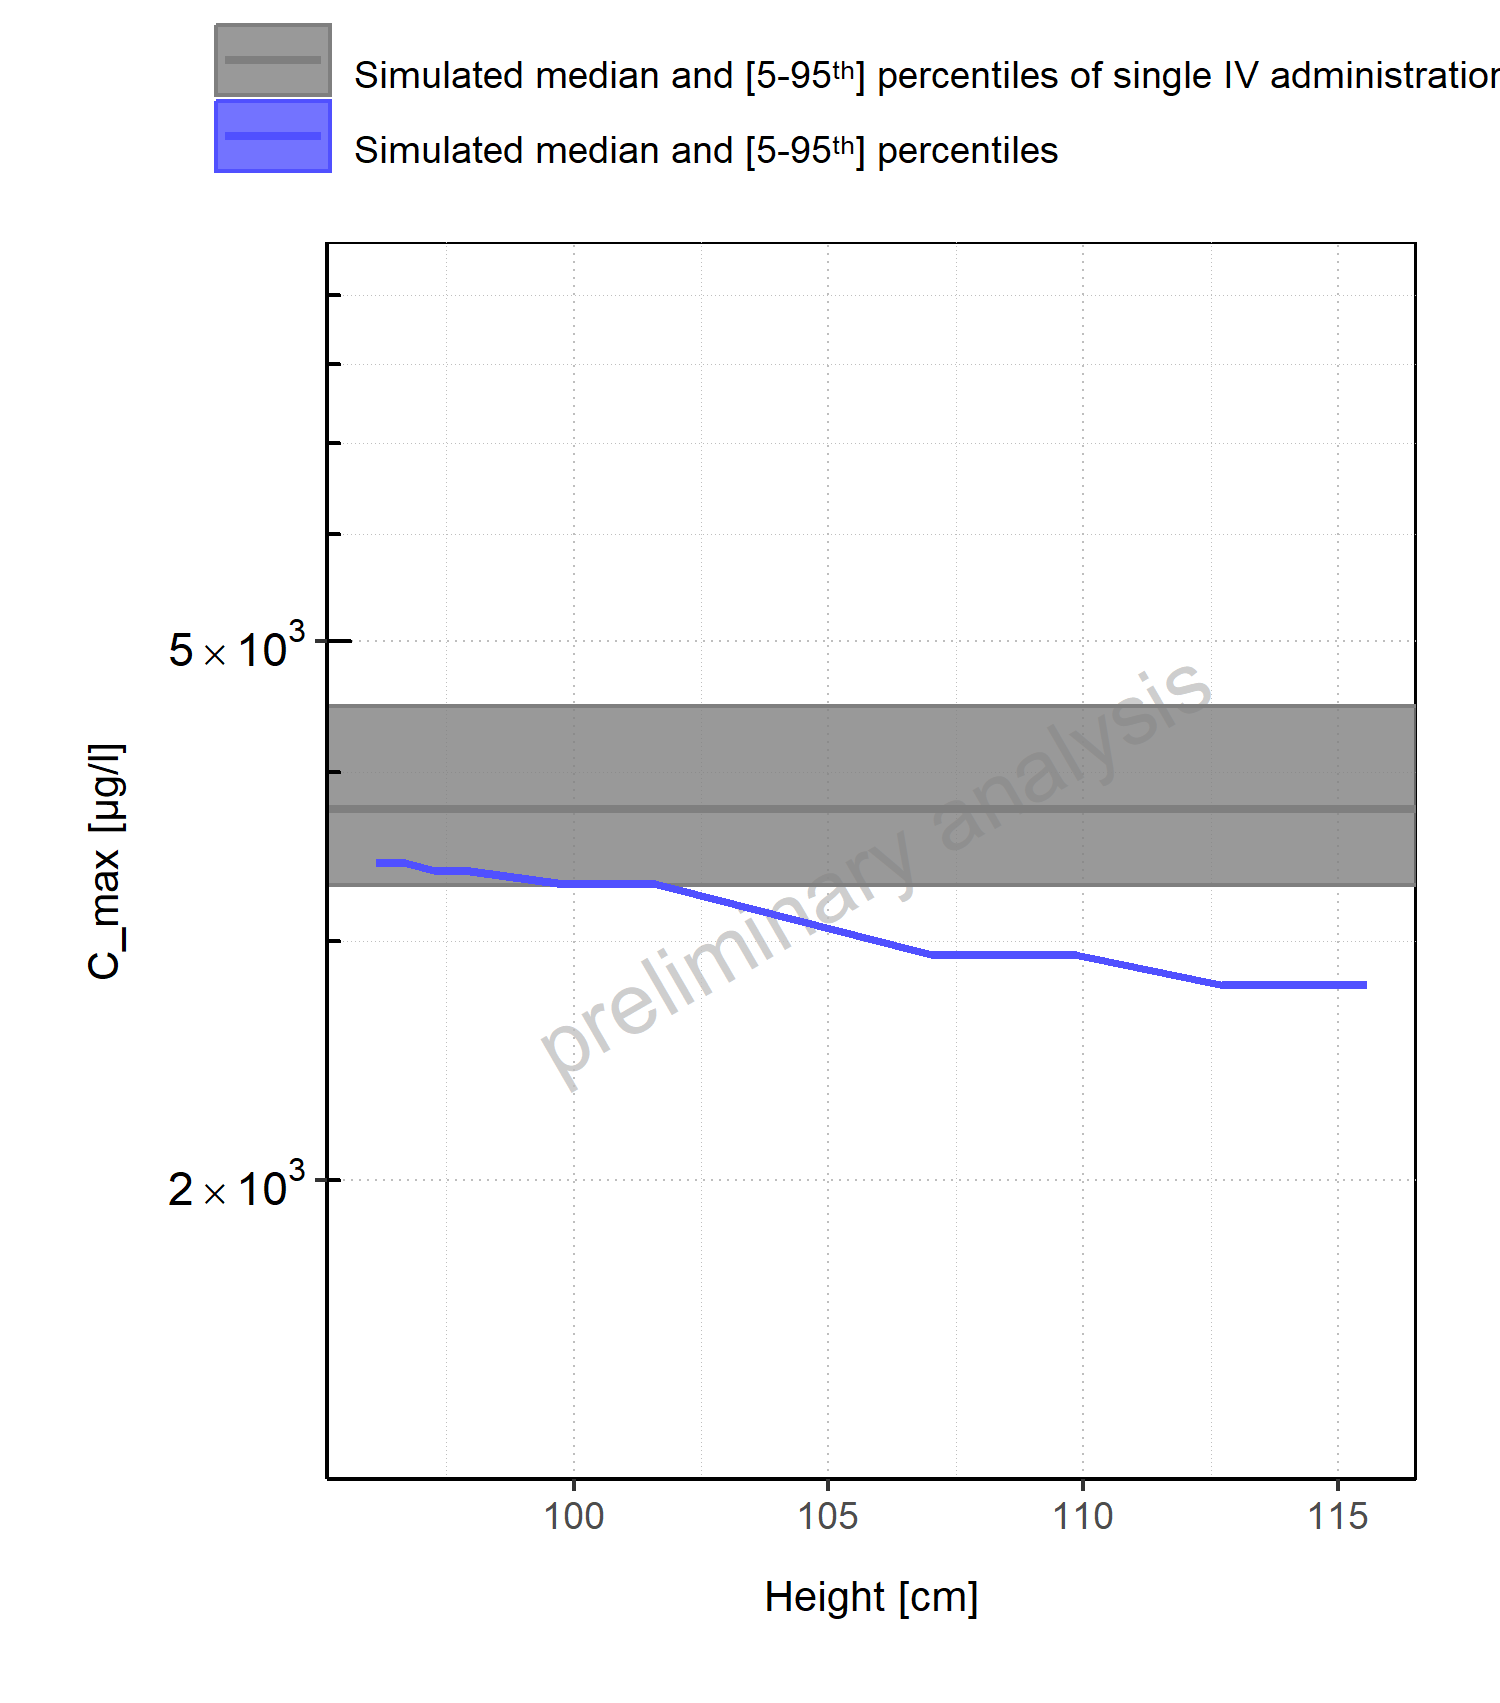 Simulated median and [5-95ᵗʰ] percentiles of single IV administration
Simulated median and [5-95ᵗʰ] percentiles
5 × 10³
C_max [µg/l]
preliminary analysis
2 × 10³
100 105 110 115
Height [cm]